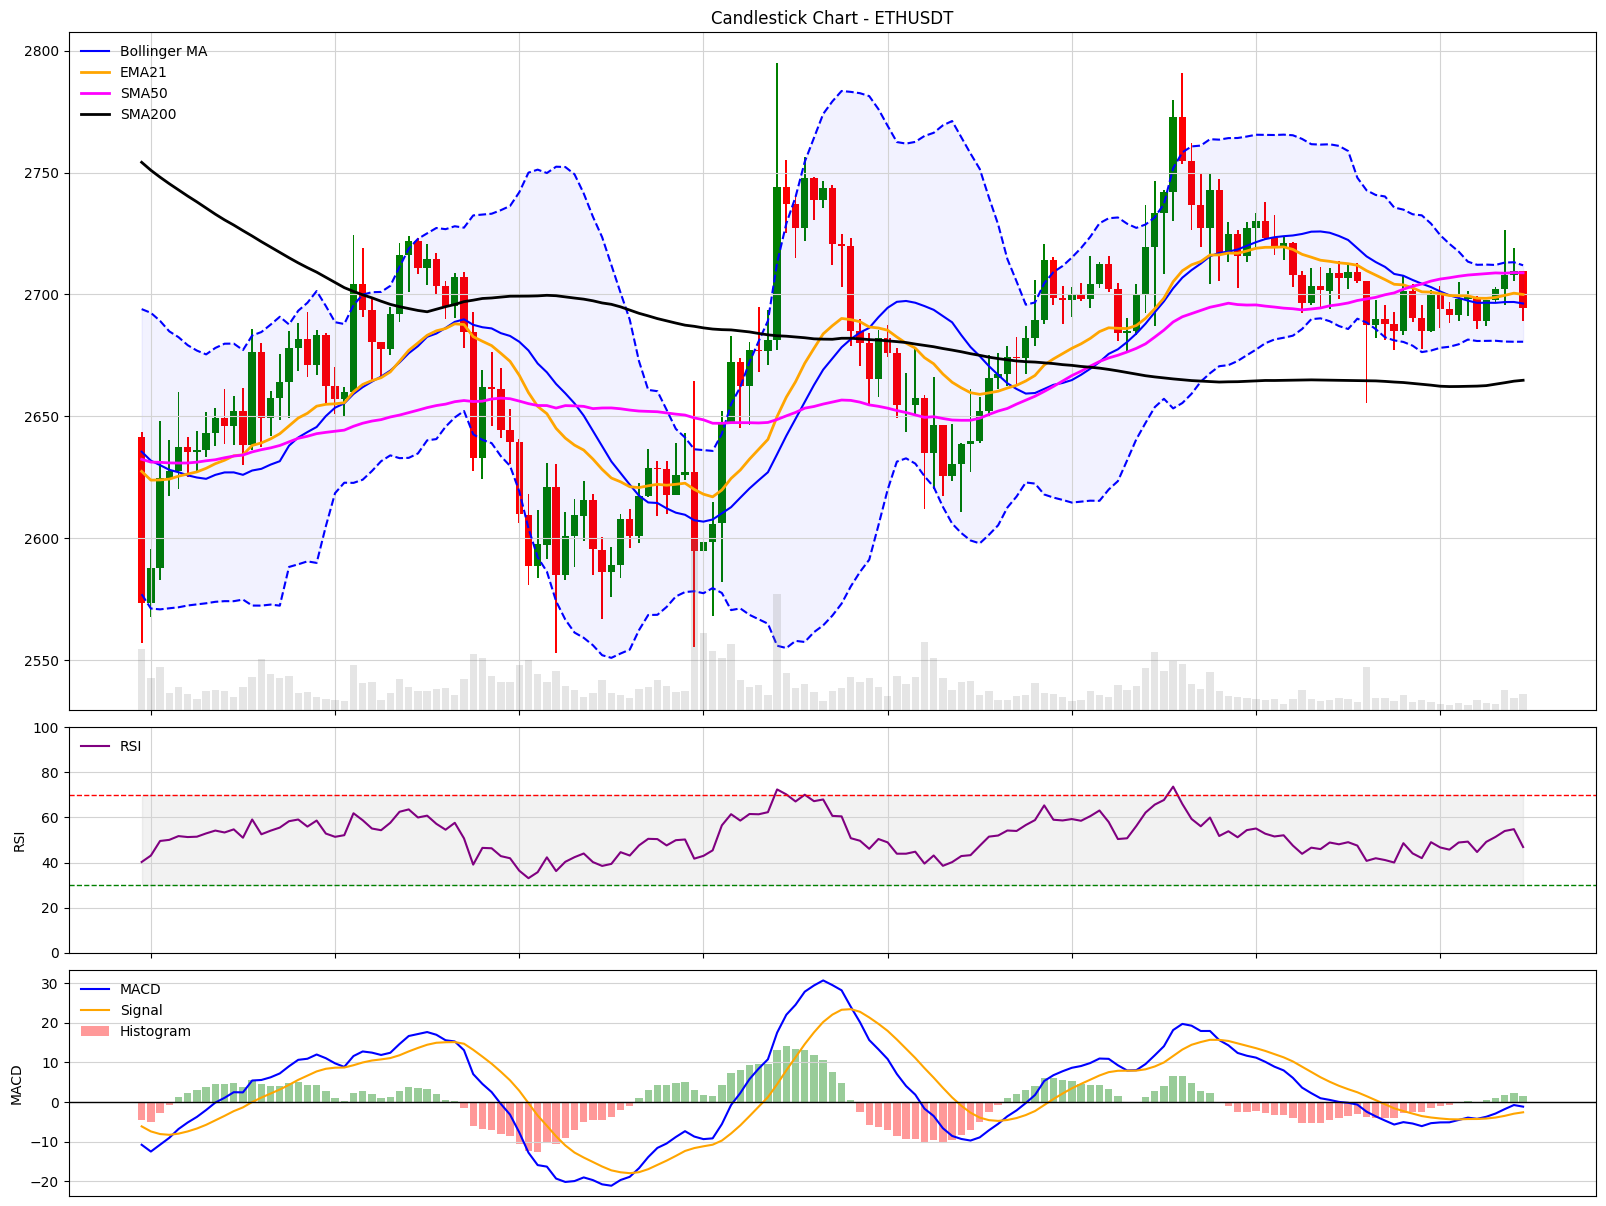 Candlestick Chart - ETHUSDT
Bollinger MA
EMA21
SMA50
SMA200
2800
2750
2700
2650
2600
2550
RSI
100
80
60
40
20
0
RSI
MACD
Signal
Histogram
30
20
10
0
−10
−20
MACD